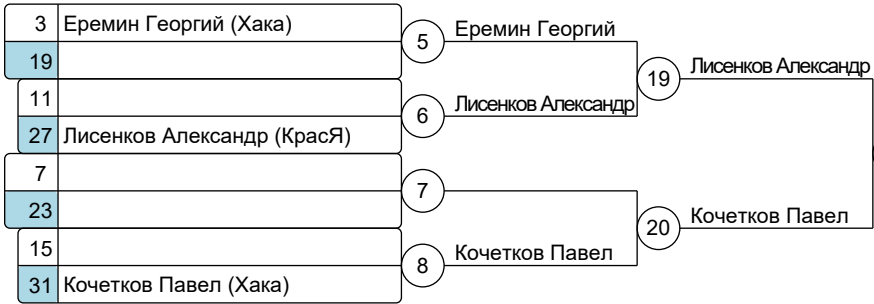 3 Еремин Георгий (Хака)
19
5 Еремин Георгий
11
27 Лисенков Александр (КрасЯ)
6 Лисенков Александр
19 Лисенков Александр
7
23
7
15
31 Кочетков Павел (Хака)
8 Кочетков Павел
20 Кочетков Павел